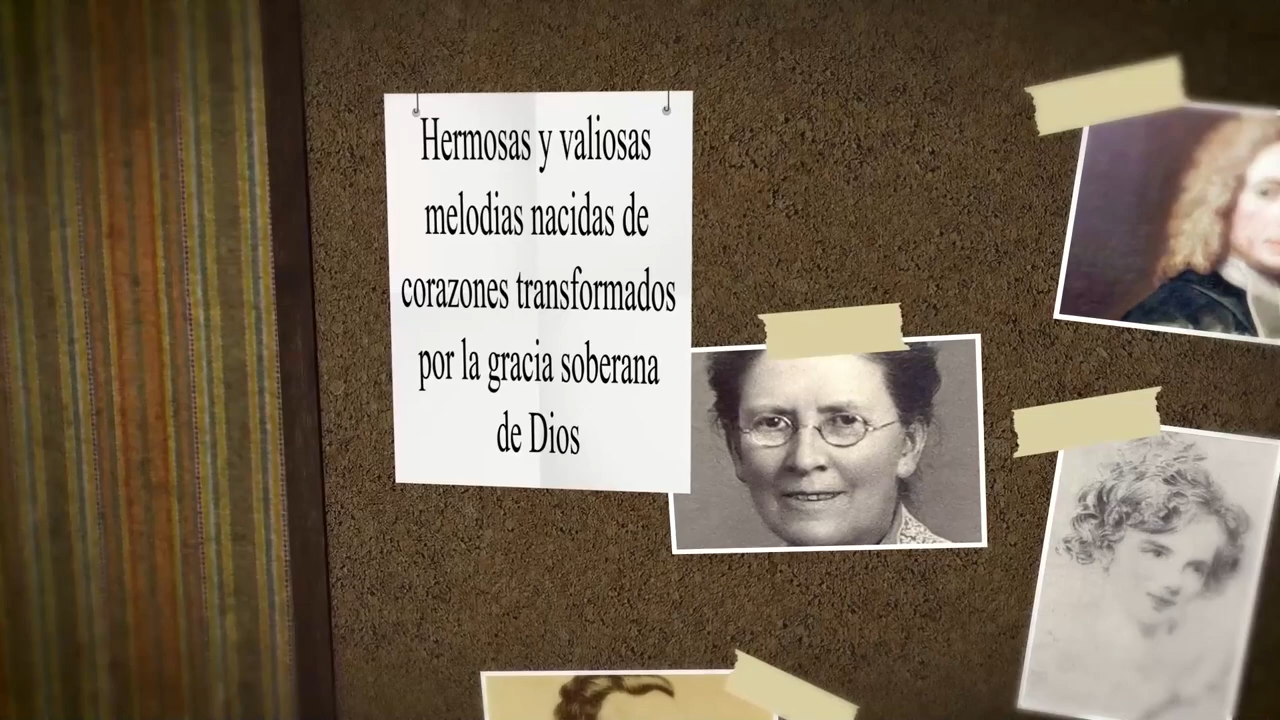 Hermosas y valiosas
melodias nacidas de
corazones transformados
por la gracia soberana
de Dios